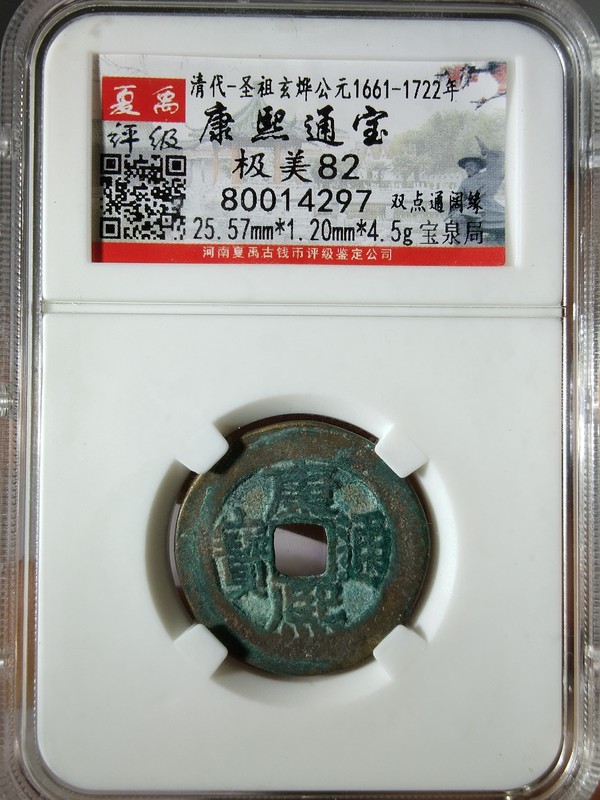 夏禹
评级
清代-圣祖玄烨公元1661-1722年
康熙通宝
极美82
80014297 双点通阔缘
25.57mm*1.20mm*4.5g 宝泉局
河南夏禹古钱币评级鉴定公司
康熙通寶